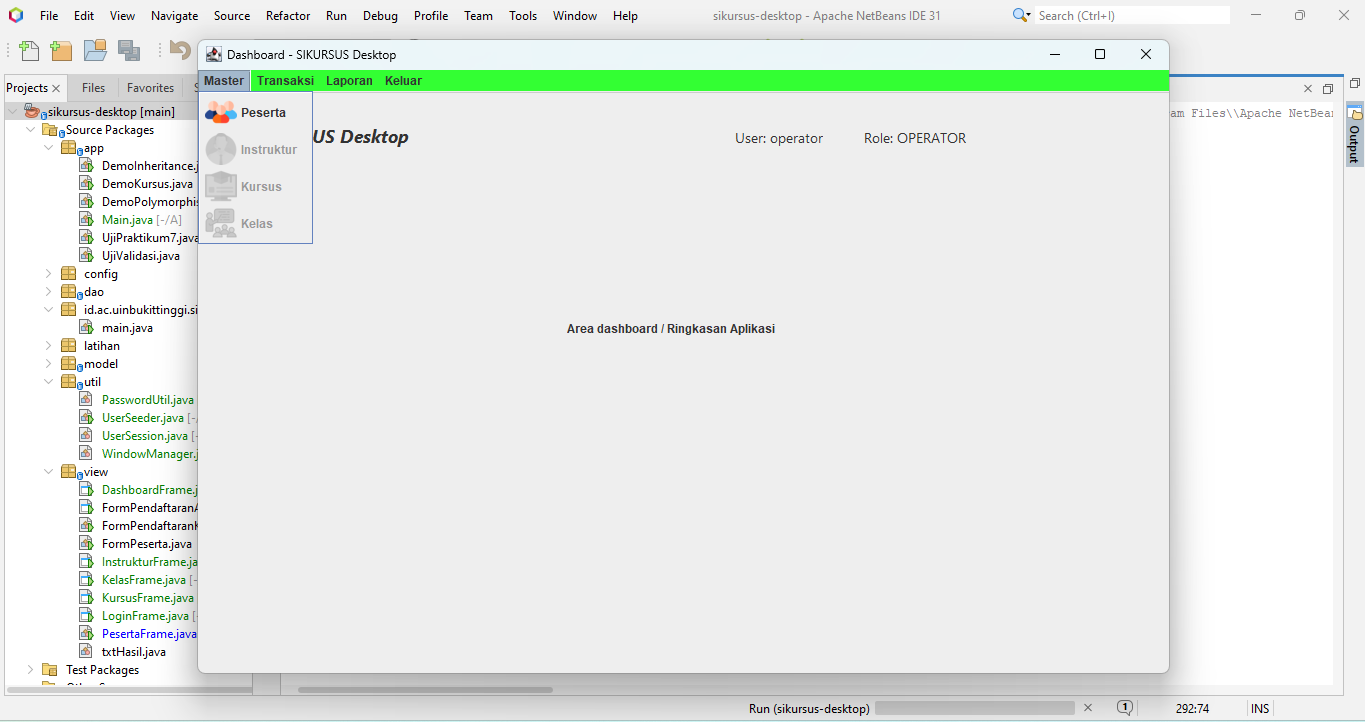 File Edit View Navigate Source Refactor Run Debug Profile Team Tools Window Help
sikursus-desktop - Apache NetBeans IDE 31
Search (Ctrl+I)
Dashboard - SIKURSUS Desktop
Projects Files Favorites
Master Transaksi Laporan Keluar
sikursus-desktop [main]
Source Packages
app
DemoInheritance.j
DemoKursus.java
DemoPolymorphis
Main.java [-/A]
UjiPraktikum7.java
UjiValidasi.java
config
dao
id.ac.uinbukittinggi.si
main.java
latihan
model
util
PasswordUtil.java
UserSeeder.java [-/
UserSession.java [-
WindowManager.j
view
DashboardFrame.j
FormPendaftaranA
FormPendaftaranK
FormPeserta.java
InstrukturFrame.ja
KelasFrame.java [-
KursusFrame.java
LoginFrame.java [-
PesertaFrame.java
txtHasil.java
Test Packages
Peserta
Instruktur
Kursus
Kelas
US Desktop
User: operator
Role: OPERATOR
Area dashboard / Ringkasan Aplikasi
am Files\\Apache NetBean
Output
Run (sikursus-desktop)
1
292:74
INS